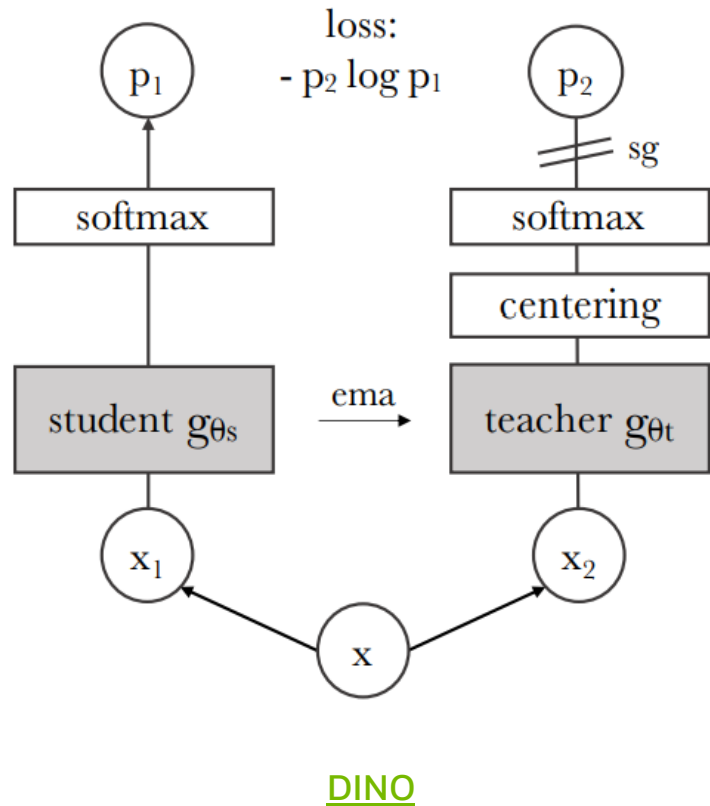 loss:
- p₂ log p₁
p₁
p₂
sg
softmax
softmax
centering
student gθs
ema
teacher gθt
x₁
x₂
x
DINO